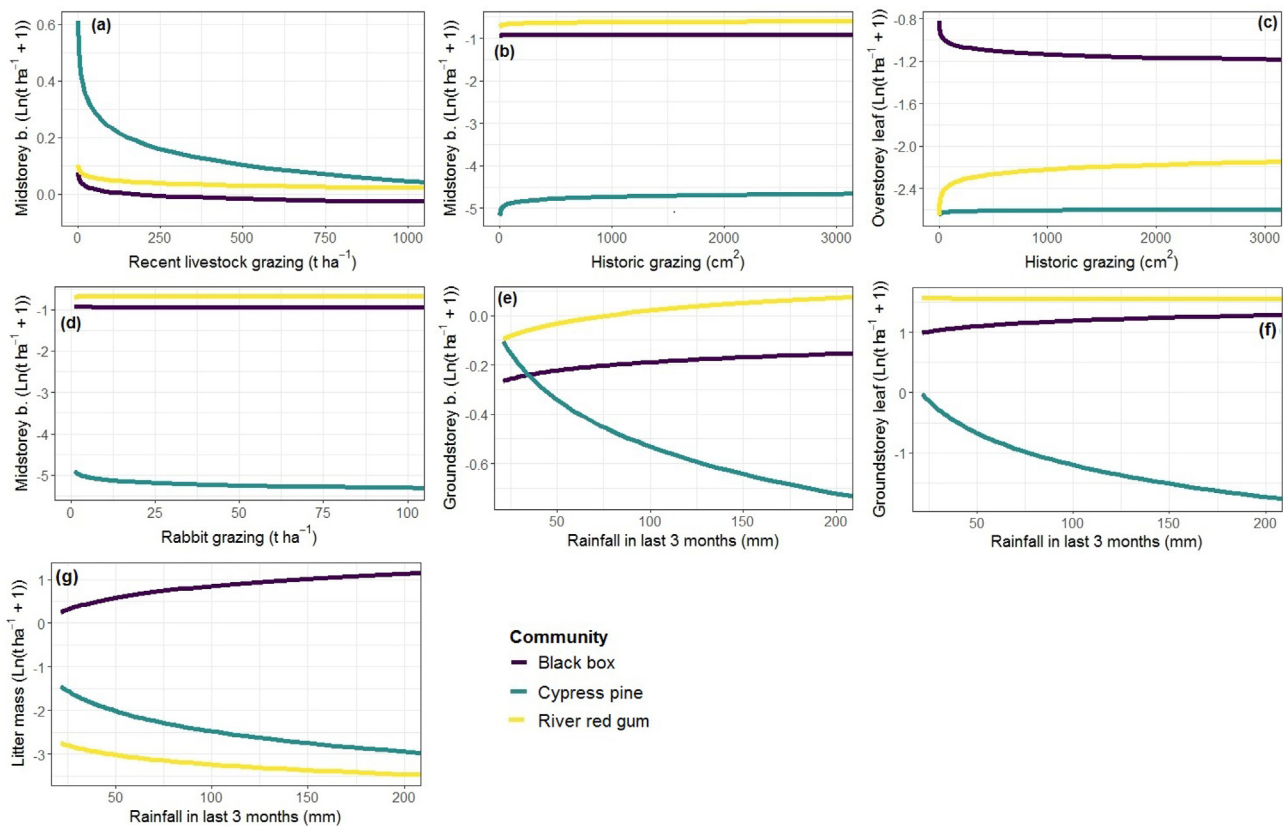 Midstorey b. (Ln(t ha⁻¹ + 1))
0.6
0.4
0.2
0.0
(a)
0
250
500
750
1000
Recent livestock grazing (t ha⁻¹)
Midstorey b. (Ln(t ha⁻¹ + 1))
-1
-2
-3
-4
-5
(b)
0
1000
2000
3000
Historic grazing (cm²)
Overstorey leaf (Ln(t ha⁻¹ + 1))
-0.8
-1.2
-1.6
-2.0
-2.4
(c)
0
1000
2000
3000
Historic grazing (cm²)
Midstorey b. (Ln(t ha⁻¹ + 1))
-1
-2
-3
-4
-5
(d)
0
25
50
75
100
Rabbit grazing (t ha⁻¹)
Groundstorey b. (Ln(t ha⁻¹ + 1))
0.0
-0.2
-0.4
-0.6
(e)
50
100
150
200
Rainfall in last 3 months (mm)
Groundstorey leaf (Ln(t ha⁻¹ + 1))
1
0
-1
(f)
50
100
150
200
Rainfall in last 3 months (mm)
Litter mass (Ln(t ha⁻¹ + 1))
1
0
-1
-2
-3
(g)
50
100
150
200
Rainfall in last 3 months (mm)
Community
Black box
Cypress pine
River red gum